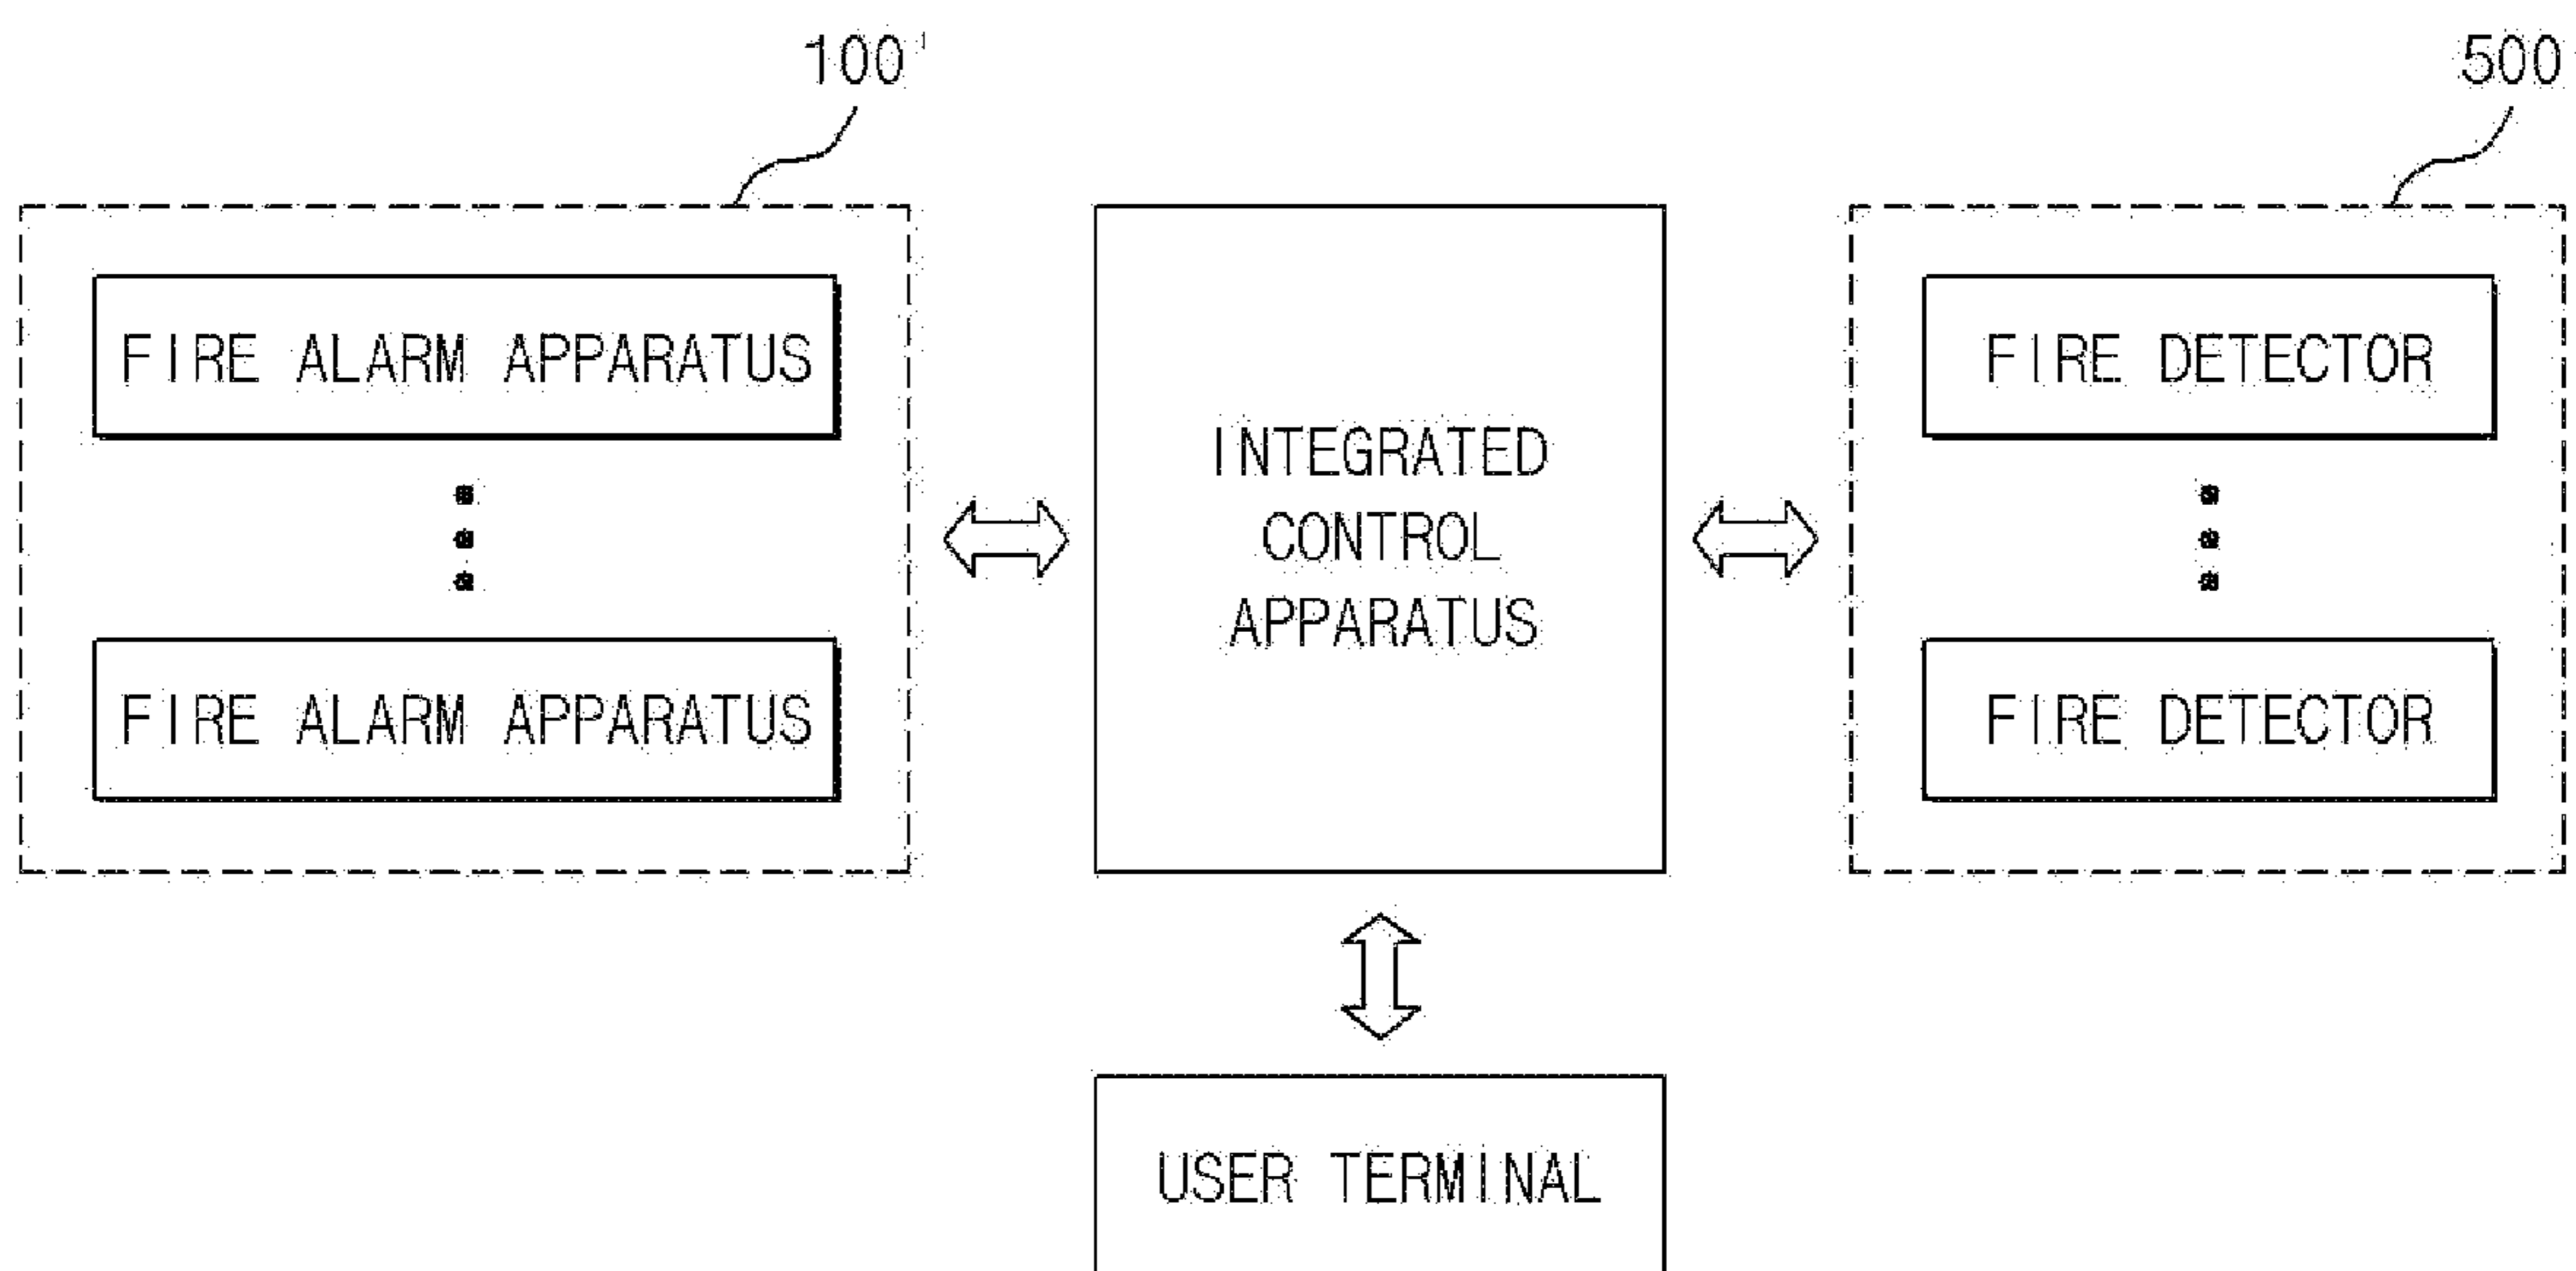 100'
500
FIRE ALARM APPARATUS
FIRE DETECTOR
INTEGRATED
CONTROL
APPARATUS
FIRE ALARM APPARATUS
FIRE DETECTOR
USER TERMINAL